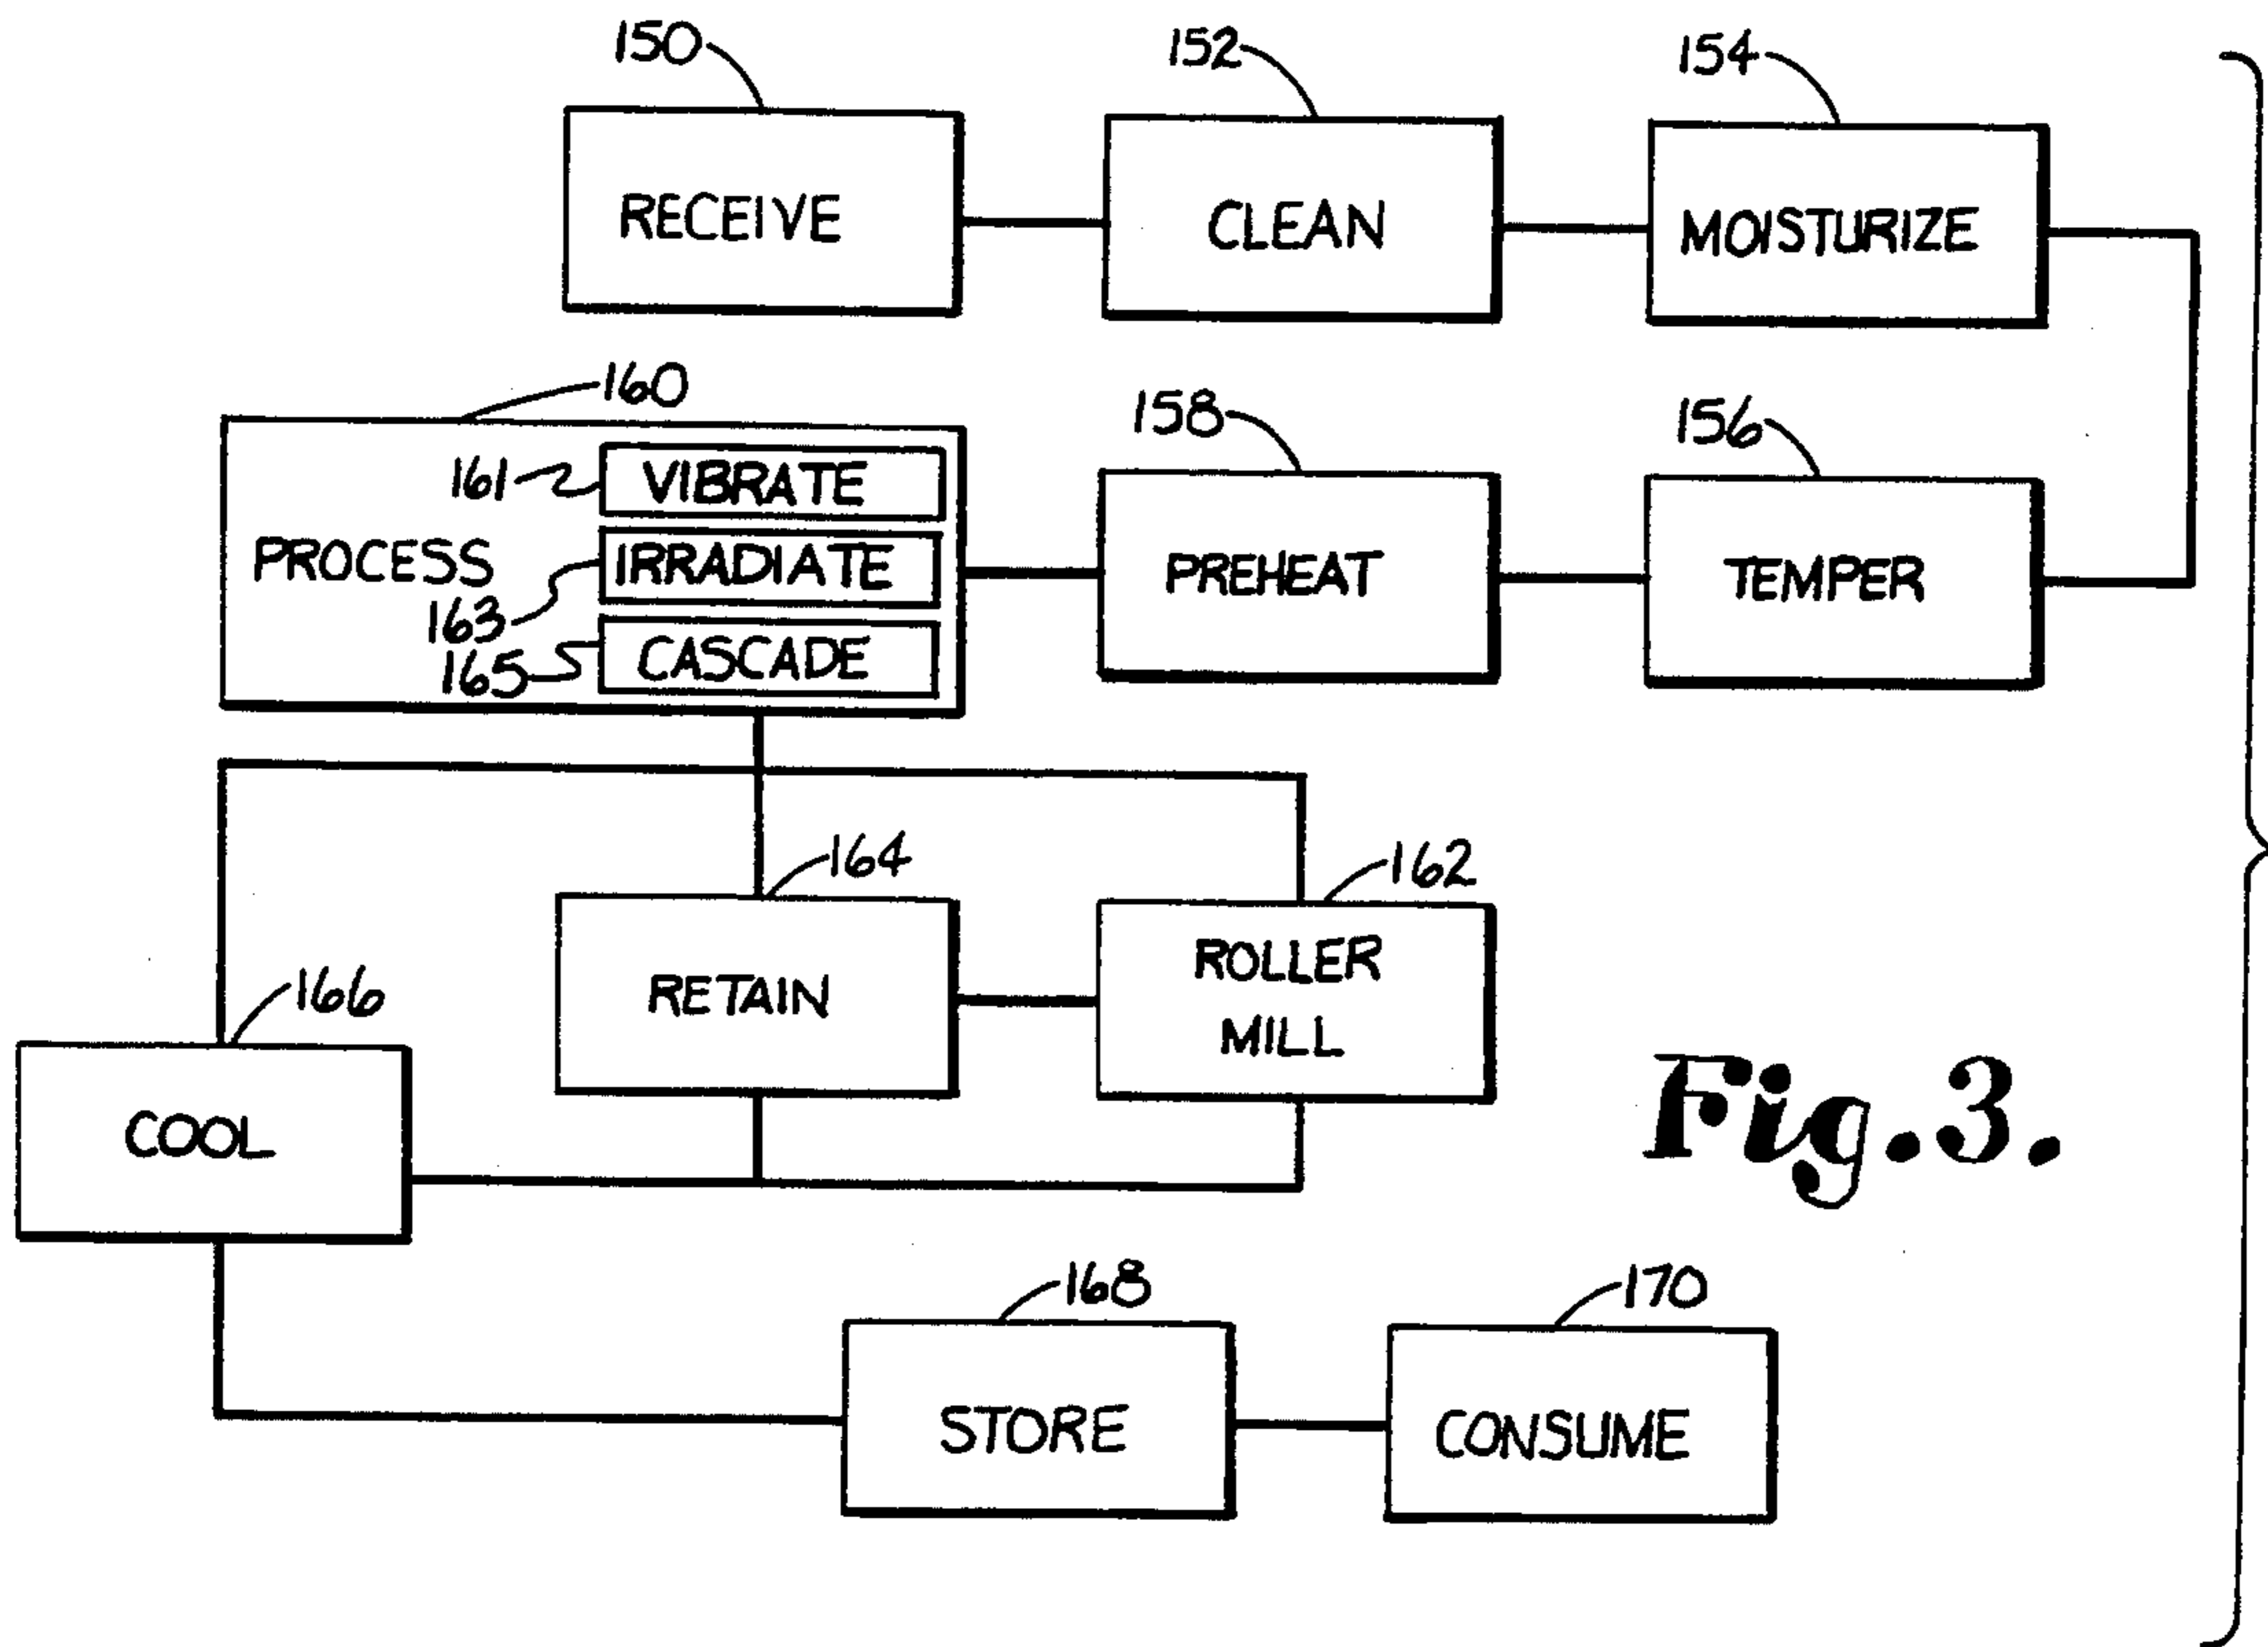 150
152
154
RECEIVE
CLEAN
MOISTURIZE
160
158
156
161
VIBRATE
PROCESS
IRRADIATE
163
165
CASCADE
PREHEAT
TEMPER
164
162
166
RETAIN
ROLLER
MILL
COOL
Fig.3.
168
170
STORE
CONSUME